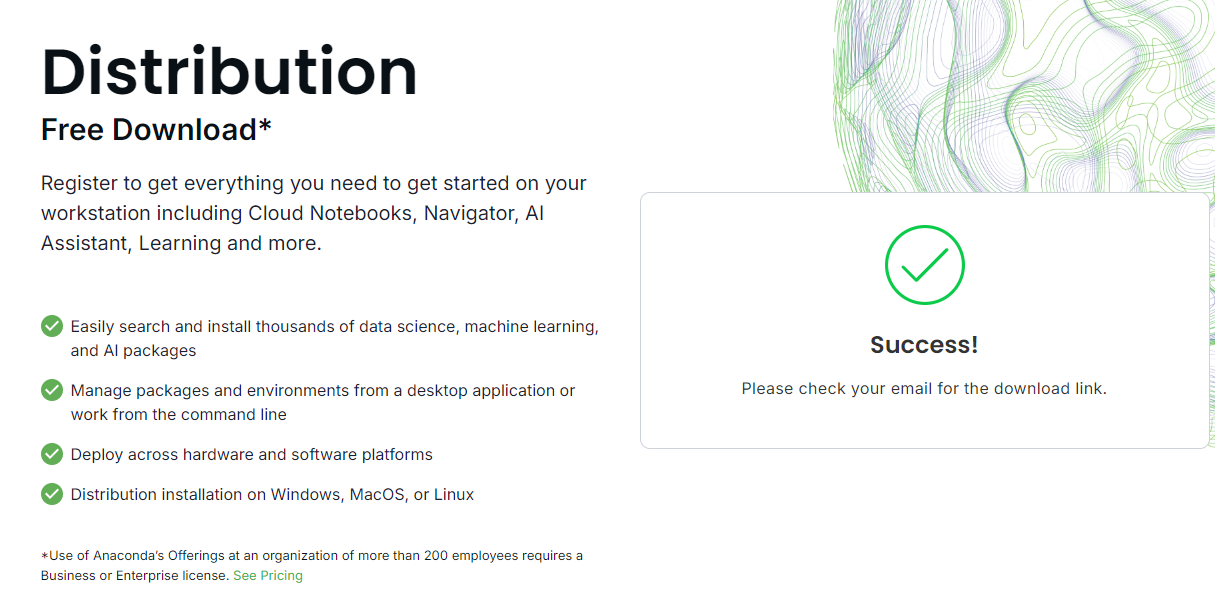 Distribution
Free Download*
Register to get everything you need to get started on your
workstation including Cloud Notebooks, Navigator, AI
Assistant, Learning and more.
Easily search and install thousands of data science, machine learning,
and AI packages
Manage packages and environments from a desktop application or
work from the command line
Deploy across hardware and software platforms
Distribution installation on Windows, MacOS, or Linux
*Use of Anaconda’s Offerings at an organization of more than 200 employees requires a
Business or Enterprise license. See Pricing
Success!
Please check your email for the download link.